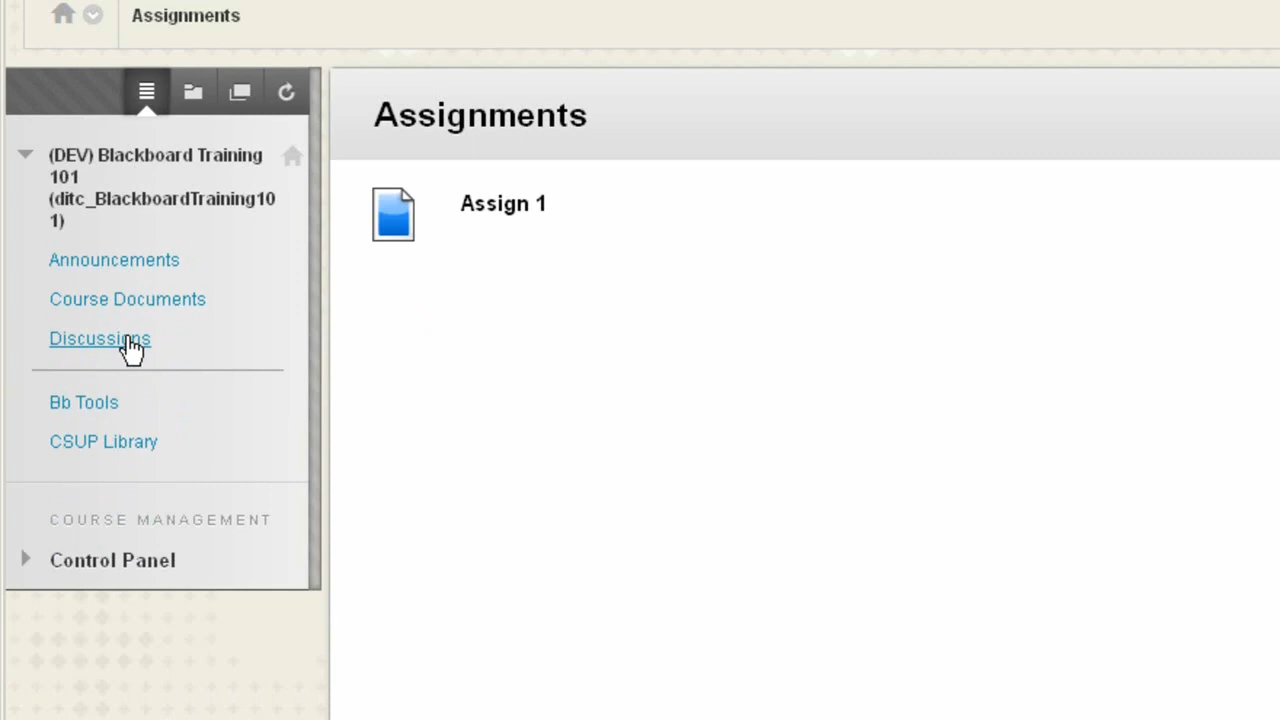 Assignments
(DEV) Blackboard Training
101
(ditc_BlackboardTraining10
1)
Announcements
Course Documents
Discussions
Bb Tools
CSUP Library
COURSE MANAGEMENT
Control Panel
Assignments
Assign 1